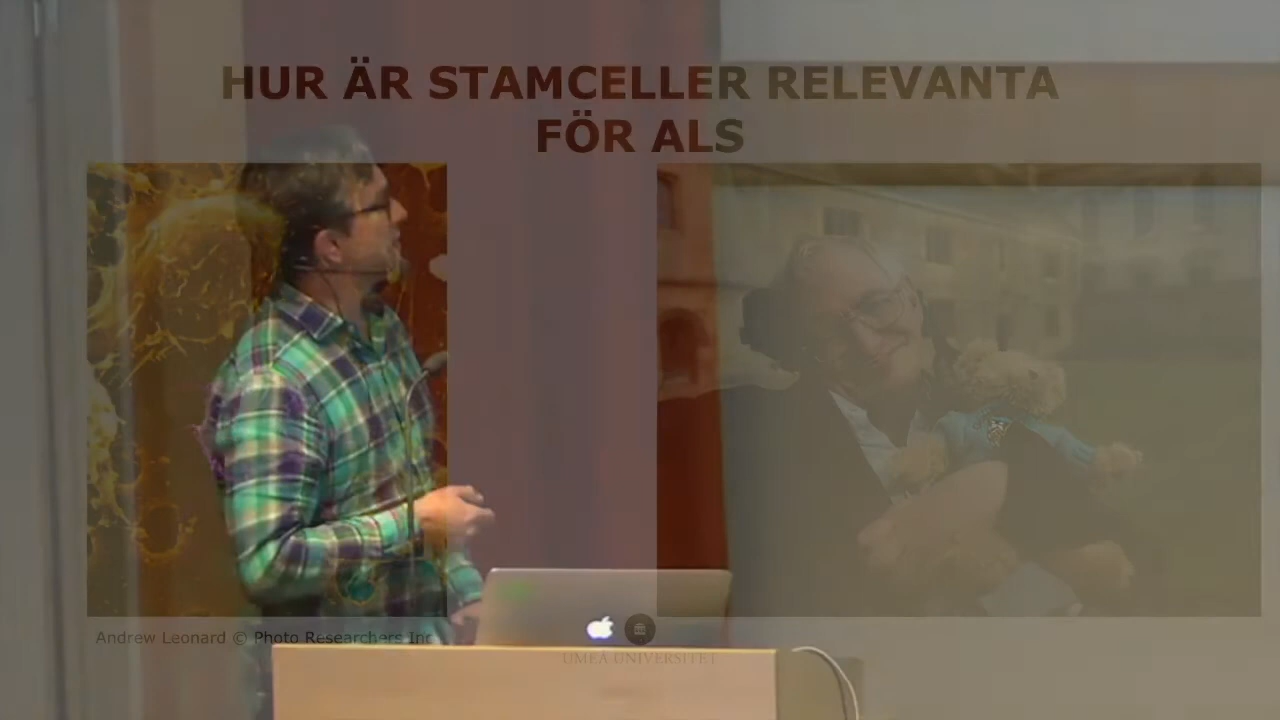 HUR ÄR STAMCELLER RELEVANTA
FÖR ALS
Andrew Leonard © Photo Researchers Inc
UMEÅ UNIVERSITET